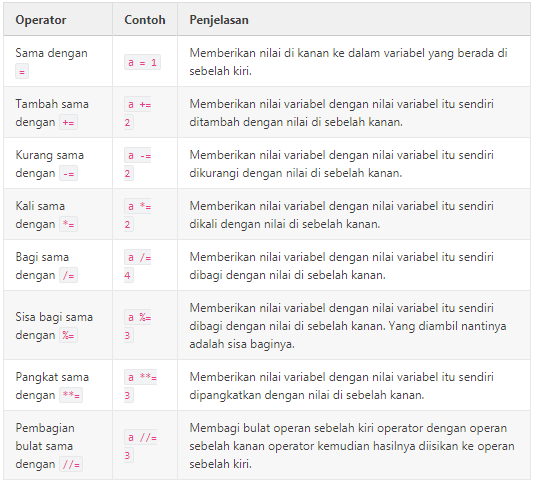 Operator Contoh Penjelasan
Sama dengan
=
a = 1
Memberikan nilai di kanan ke dalam variabel yang berada di
sebelah kiri.
Tambah sama
dengan +=
a +=
2
Memberikan nilai variabel dengan nilai variabel itu sendiri
ditambah dengan nilai di sebelah kanan.
Kurang sama
dengan -=
a -=
2
Memberikan nilai variabel dengan nilai variabel itu sendiri
dikurangi dengan nilai di sebelah kanan.
Kali sama
dengan *=
a *=
2
Memberikan nilai variabel dengan nilai variabel itu sendiri
dikali dengan nilai di sebelah kanan.
Bagi sama
dengan /=
a /=
4
Memberikan nilai variabel dengan nilai variabel itu sendiri
dibagi dengan nilai di sebelah kanan.
Sisa bagi sama
dengan %=
a %=
3
Memberikan nilai variabel dengan nilai variabel itu sendiri
dibagi dengan nilai di sebelah kanan. Yang diambil nantinya
adalah sisa baginya.
Pangkat sama
dengan **=
a **=
3
Memberikan nilai variabel dengan nilai variabel itu sendiri
dipangkatkan dengan nilai di sebelah kanan.
Pembagian
bulat sama
dengan //=
a //=
3
Membagi bulat operan sebelah kiri operator dengan operan
sebelah kanan operator kemudian hasilnya diisikan ke operan
sebelah kiri.